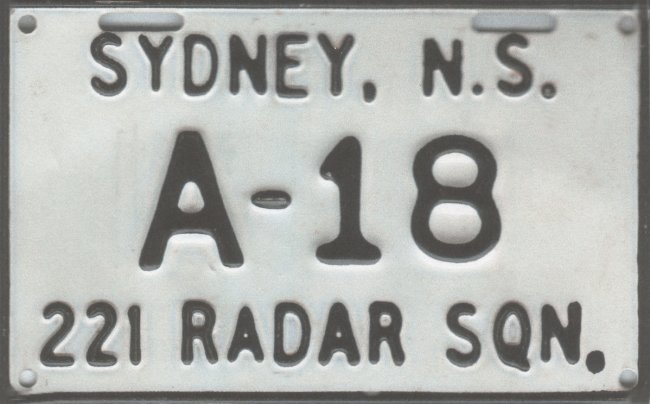 SYDNEY, N.S.
A-18
221 RADAR SQN.